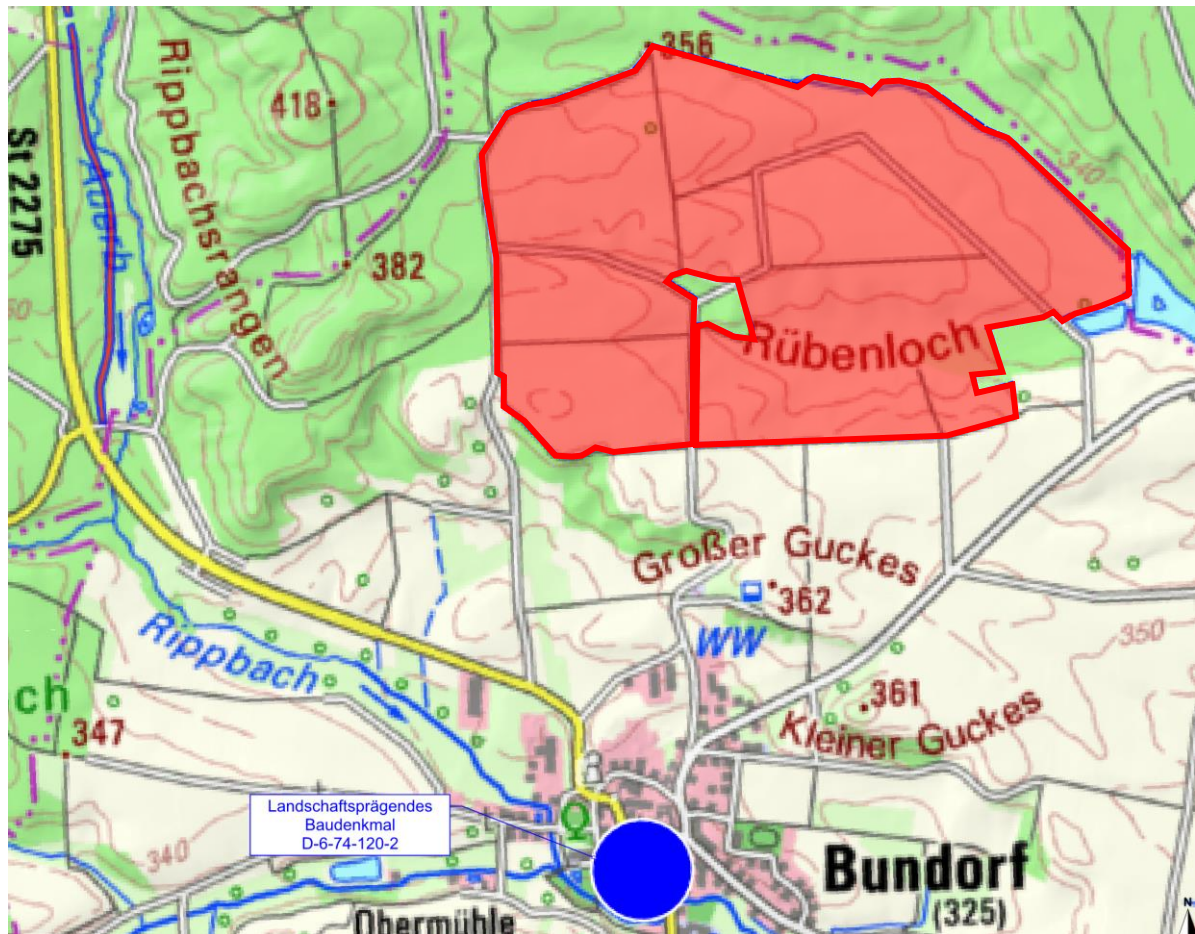 356
418
Rippbachsrangen
St 2275
Auerb
340
382
Rübenloch
Großer Guckes
362
WW
350
Rippbach
361
Kleiner Guckes
ch
347
Landschaftsprägendes
Baudenkmal
D-6-74-120-2
340
Bundorf
(325)
Obermühle
N